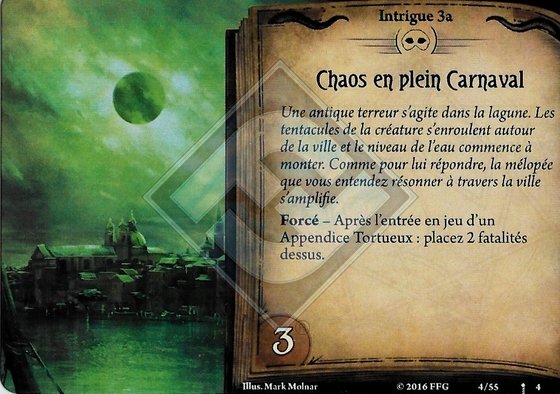 Intrigue 3a
Chaos en plein Carnaval
Une antique terreur s'agite dans la lagune. Les
tentacules de la créature s'enroulent autour
de la ville et le niveau de l'eau commence à
monter. Comme pour lui répondre, la mélopée
que vous entendez résonner à travers la ville
s'amplifie.
Forcé – Après l'entrée en jeu d'un
Appendice Tortueux : placez 2 fatalités
dessus.
3
Illus. Mark Molnar © 2016 FFG 4/55 4